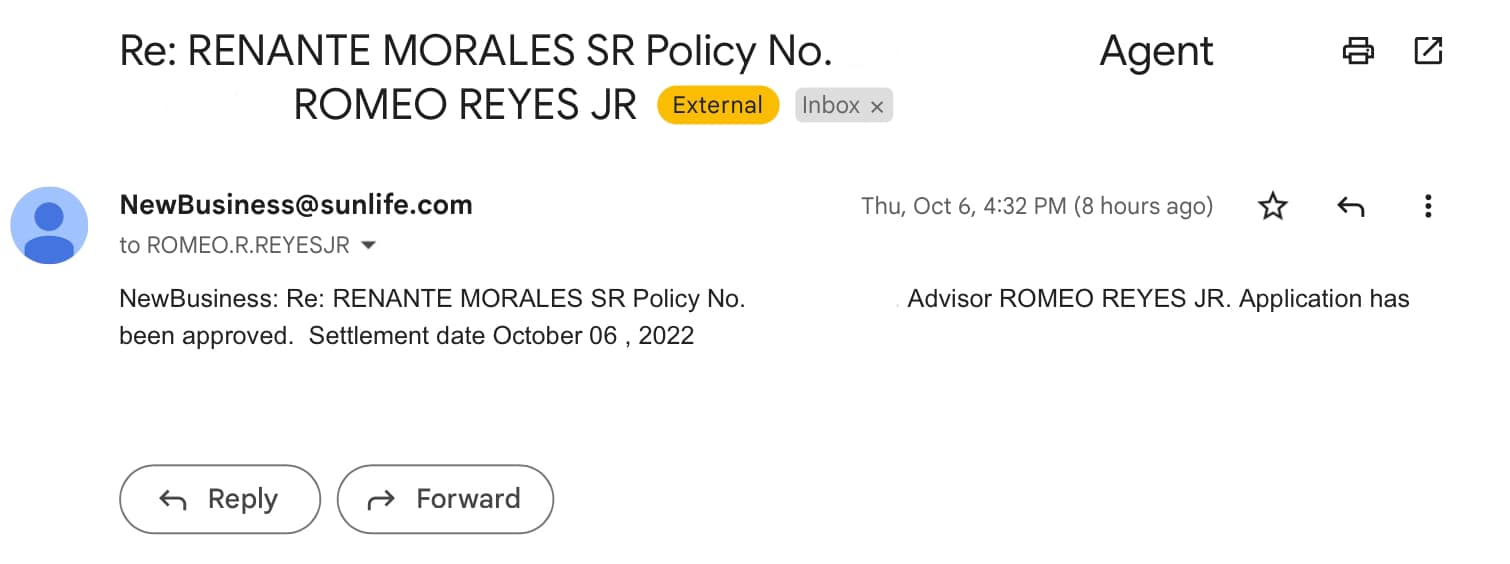 Re: RENANTE MORALES SR Policy No. Agent
ROMEO REYES JR External Inbox ×
NewBusiness@sunlife.com Thu, Oct 6, 4:32 PM (8 hours ago)
to ROMEO.R.REYESJR
NewBusiness: Re: RENANTE MORALES SR Policy No. Advisor ROMEO REYES JR. Application has
been approved.  Settlement date October 06 , 2022
Reply Forward